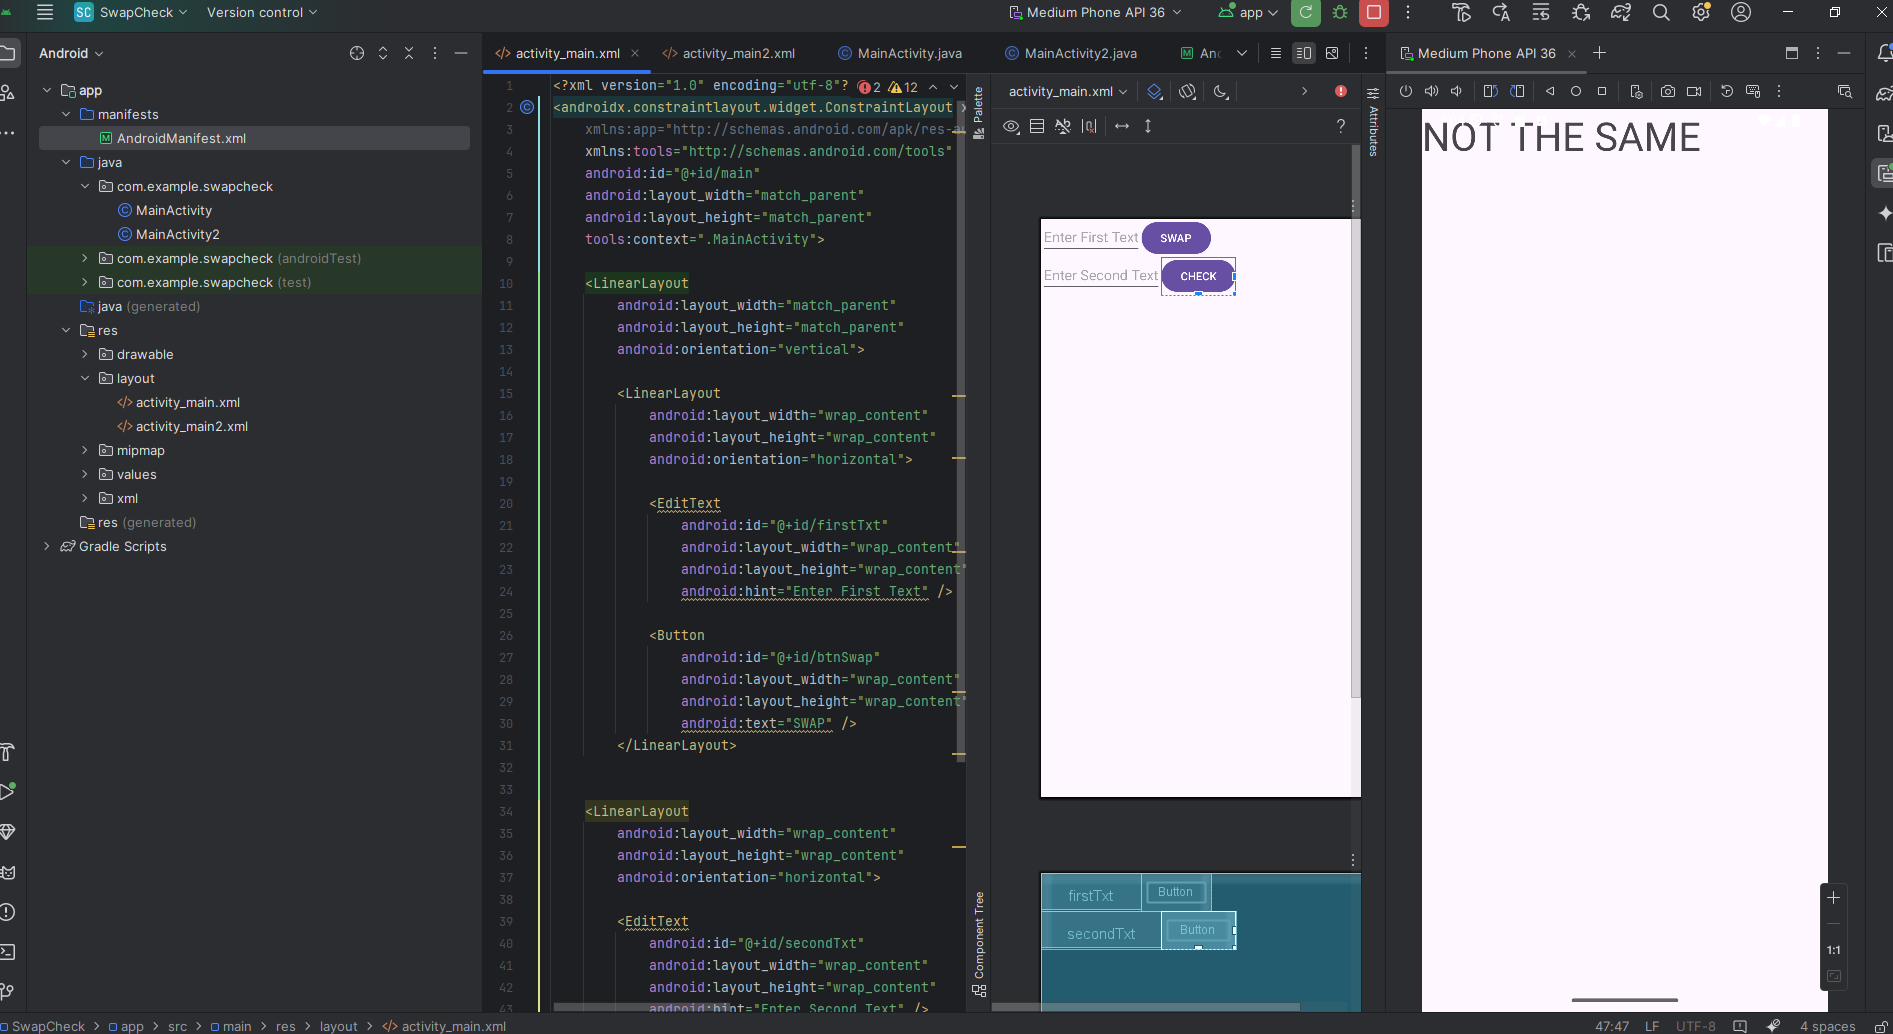 SC SwapCheck Version control Medium Phone API 36 app
Android
activity_main.xml activity_main2.xml MainActivity.java MainActivity2.java An
Medium Phone API 36
app
manifests
AndroidManifest.xml
java
com.example.swapcheck
MainActivity
MainActivity2
com.example.swapcheck (androidTest)
com.example.swapcheck (test)
java (generated)
res
drawable
layout
activity_main.xml
activity_main2.xml
mipmap
values
xml
res (generated)
Gradle Scripts
2 12
1 <?xml version="1.0" encoding="utf-8"?
2 <androidx.constraintlayout.widget.ConstraintLayout
3 xmlns:app="http://schemas.android.com/apk/res-a
4 xmlns:tools="http://schemas.android.com/tools"
5 android:id="@+id/main"
6 android:layout_width="match_parent"
7 android:layout_height="match_parent"
8 tools:context=".MainActivity">
9
10 <LinearLayout
11 android:layout_width="match_parent"
12 android:layout_height="match_parent"
13 android:orientation="vertical">
14
15 <LinearLayout
16 android:layout_width="wrap_content"
17 android:layout_height="wrap_content"
18 android:orientation="horizontal">
19
20 <EditText
21 android:id="@+id/firstTxt"
22 android:layout_width="wrap_content"
23 android:layout_height="wrap_content"
24 android:hint="Enter First Text" />
25
26 <Button
27 android:id="@+id/btnSwap"
28 android:layout_width="wrap_content"
29 android:layout_height="wrap_content"
30 android:text="SWAP" />
31 </LinearLayout>
32
33
34 <LinearLayout
35 android:layout_width="wrap_content"
36 android:layout_height="wrap_content"
37 android:orientation="horizontal">
38
39 <EditText
40 android:id="@+id/secondTxt"
41 android:layout_width="wrap_content"
42 android:layout_height="wrap_content"
43 android:hint="Enter Second Text" />
Palette
Component Tree
activity_main.xml
?
Attributes
Enter First Text SWAP
Enter Second Text CHECK
firstTxt Button
secondTxt Button
NOT THE SAME
1:1
SwapCheck > app > src > main > res > layout > activity_main.xml
47:47 LF UTF-8 4 spaces